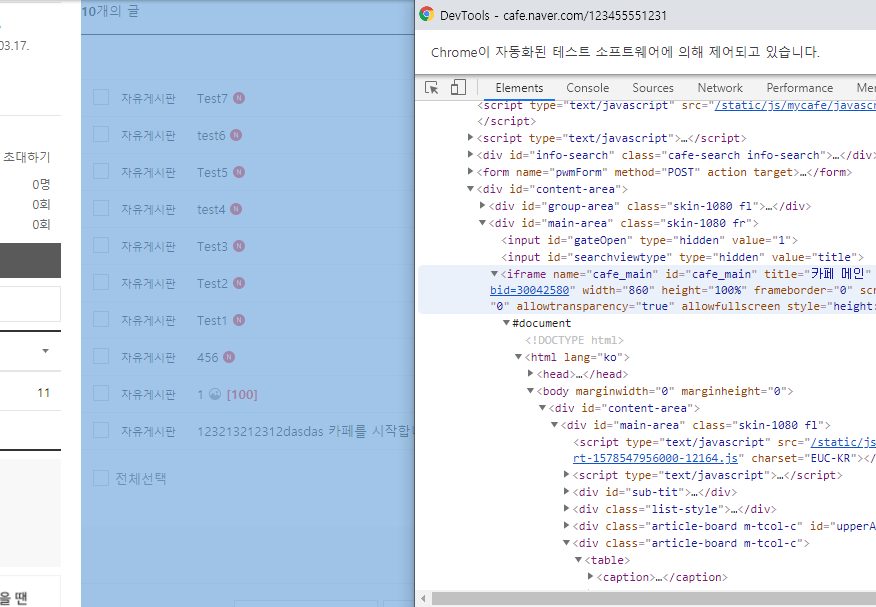 03.17.
초대하기
0명
0회
0회
11
을 땐
10개의 글
자유게시판 Test7 N
자유게시판 test6 N
자유게시판 Test5 N
자유게시판 test4 N
자유게시판 Test3 N
자유게시판 Test2 N
자유게시판 Test1 N
자유게시판 456 N
자유게시판 1 [100]
자유게시판 123213212312dasdas 카페를 시작합니
전체선택
DevTools - cafe.naver.com/123455551231
Chrome이 자동화된 테스트 소프트웨어에 의해 제어되고 있습니다.
Elements Console Sources Network Performance Mer
<script type="text/javascript" src="/static/js/mycafe/javasc
</script>
<script type="text/javascript">…</script>
<div id="info-search" class="cafe-search info-search">…</div>
<form name="pwmForm" method="POST" action target>…</form>
<div id="content-area">
<div id="group-area" class="skin-1080 fl">…</div>
<div id="main-area" class="skin-1080 fr">
<input id="gateOpen" type="hidden" value="1">
<input id="searchviewtype" type="hidden" value="title">
<iframe name="cafe_main" id="cafe_main" title="카페 메인"
bid=30042580" width="860" height="100%" frameborder="0" scr
"0" allowtransparency="true" allowfullscreen style="height:
#document
<!DOCTYPE html>
<html lang="ko">
<head>…</head>
<body marginwidth="0" marginheight="0">
<div id="content-area">
<div id="main-area" class="skin-1080 fl">
<script type="text/javascript" src="/static/js
rt-1578547956000-12164.js" charset="EUC-KR"></
<script type="text/javascript">…</script>
<div id="sub-tit">…</div>
<div class="list-style">…</div>
<div class="article-board m-tcol-c" id="upperA
<div class="article-board m-tcol-c">
<table>
<caption>…</caption>